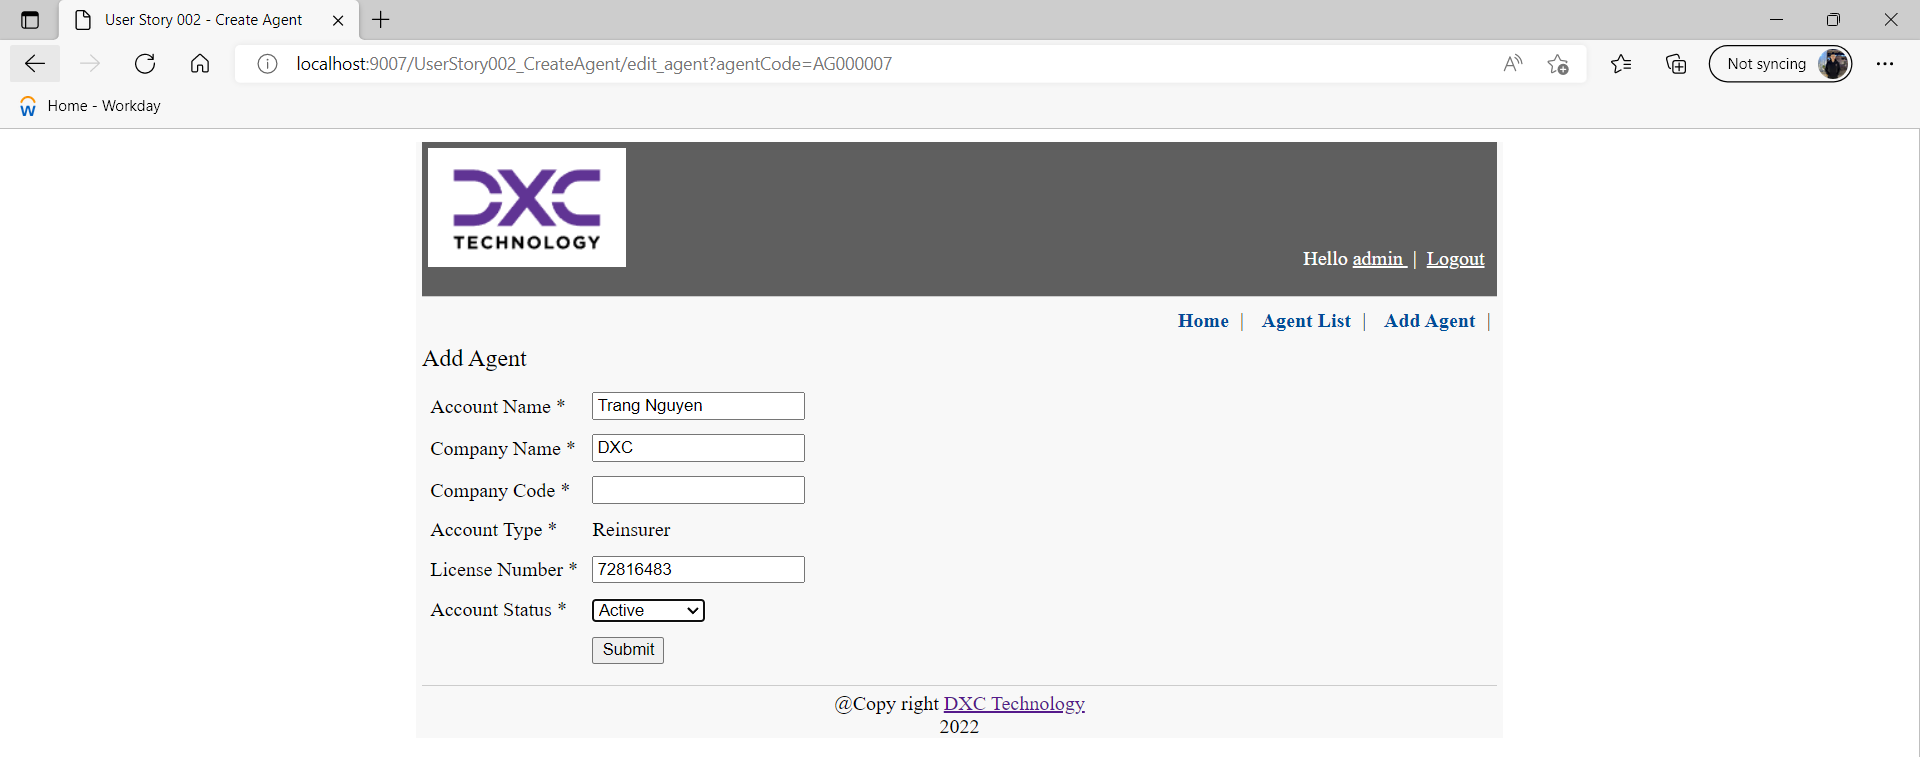 User Story 002 - Create Agent
localhost:9007/UserStory002_CreateAgent/edit_agent?agentCode=AG000007
Not syncing
Home - Workday
DXC
TECHNOLOGY
Hello admin | Logout
Home | Agent List | Add Agent |
Add Agent
Account Name * Trang Nguyen
Company Name * DXC
Company Code *
Account Type * Reinsurer
License Number * 72816483
Account Status * Active
Submit
@Copy right DXC Technology
2022